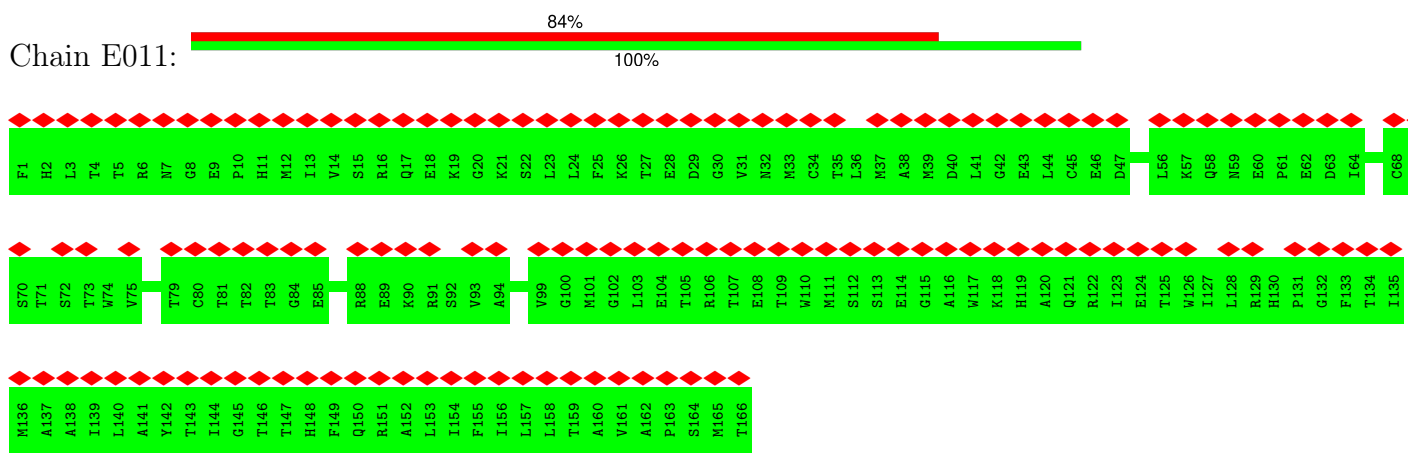 84%
Chain E011:
100%
F1 H2 L3 T4 T5 R6 N7 G8 E9 P10 H11 M12 I13 V14 S15 R16 Q17 E18 K19 G20 K21 S22 L23 L24 F25 K26 T27 E28 D29 G30 V31 N32 M33 C34 T35 L36 M37 A38 M39 D40 L41 G42 E43 L44 C45 E46 D47 L56 K57 Q58 N59 E60 P61 E62 D63 I64 C68
S70 T71 S72 T73 W74 V75 T79 C80 T81 T82 T83 G84 E85 R88 E89 K90 R91 S92 V93 A94 V99 G100 M101 G102 L103 E104 T105 R106 T107 E108 T109 W110 M111 S112 S113 E114 G115 A116 W117 K118 H119 A120 Q121 R122 I123 E124 T125 W126 I127 L128 R129 H130 P131 G132 F133 T134 I135
M136 A137 A138 I139 L140 A141 Y142 T143 I144 G145 T146 T147 H148 F149 Q150 R151 A152 L153 I154 F155 I156 L157 L158 T159 A160 V161 A162 P163 S164 M165 T166